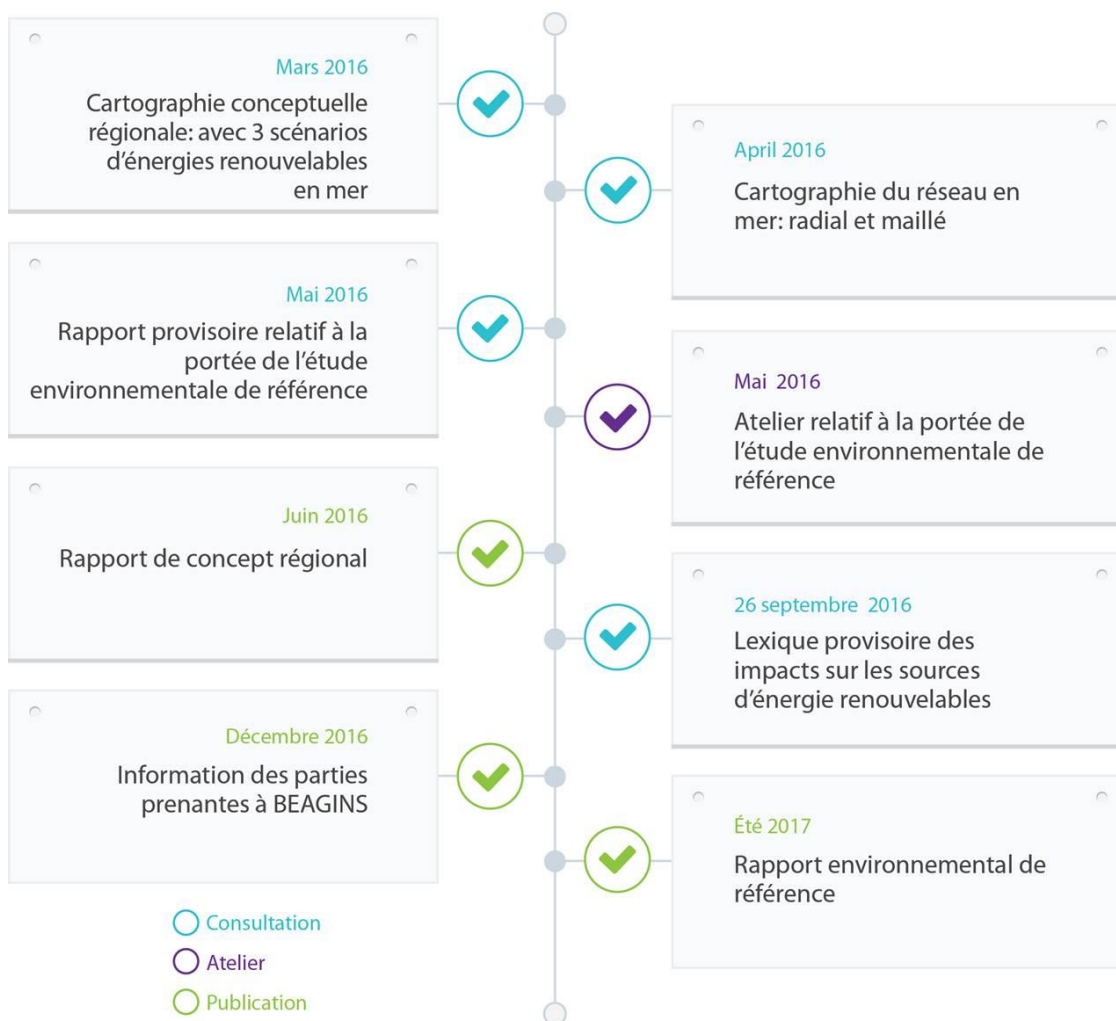 Mars 2016
Cartographie conceptuelle
régionale: avec 3 scénarios
d’énergies renouvelables
en mer
April 2016
Cartographie du réseau en
mer: radial et maillé
Mai 2016
Rapport provisoire relatif à la
portée de l’étude
environnementale de référence
Mai 2016
Atelier relatif à la portée de
l’étude environnementale de
référence
Juin 2016
Rapport de concept régional
26 septembre 2016
Lexique provisoire des
impacts sur les sources
d’énergie renouvelables
Décembre 2016
Information des parties
prenantes à BEAGINS
Été 2017
Rapport environmental de
référence
Consultation
Atelier
Publication